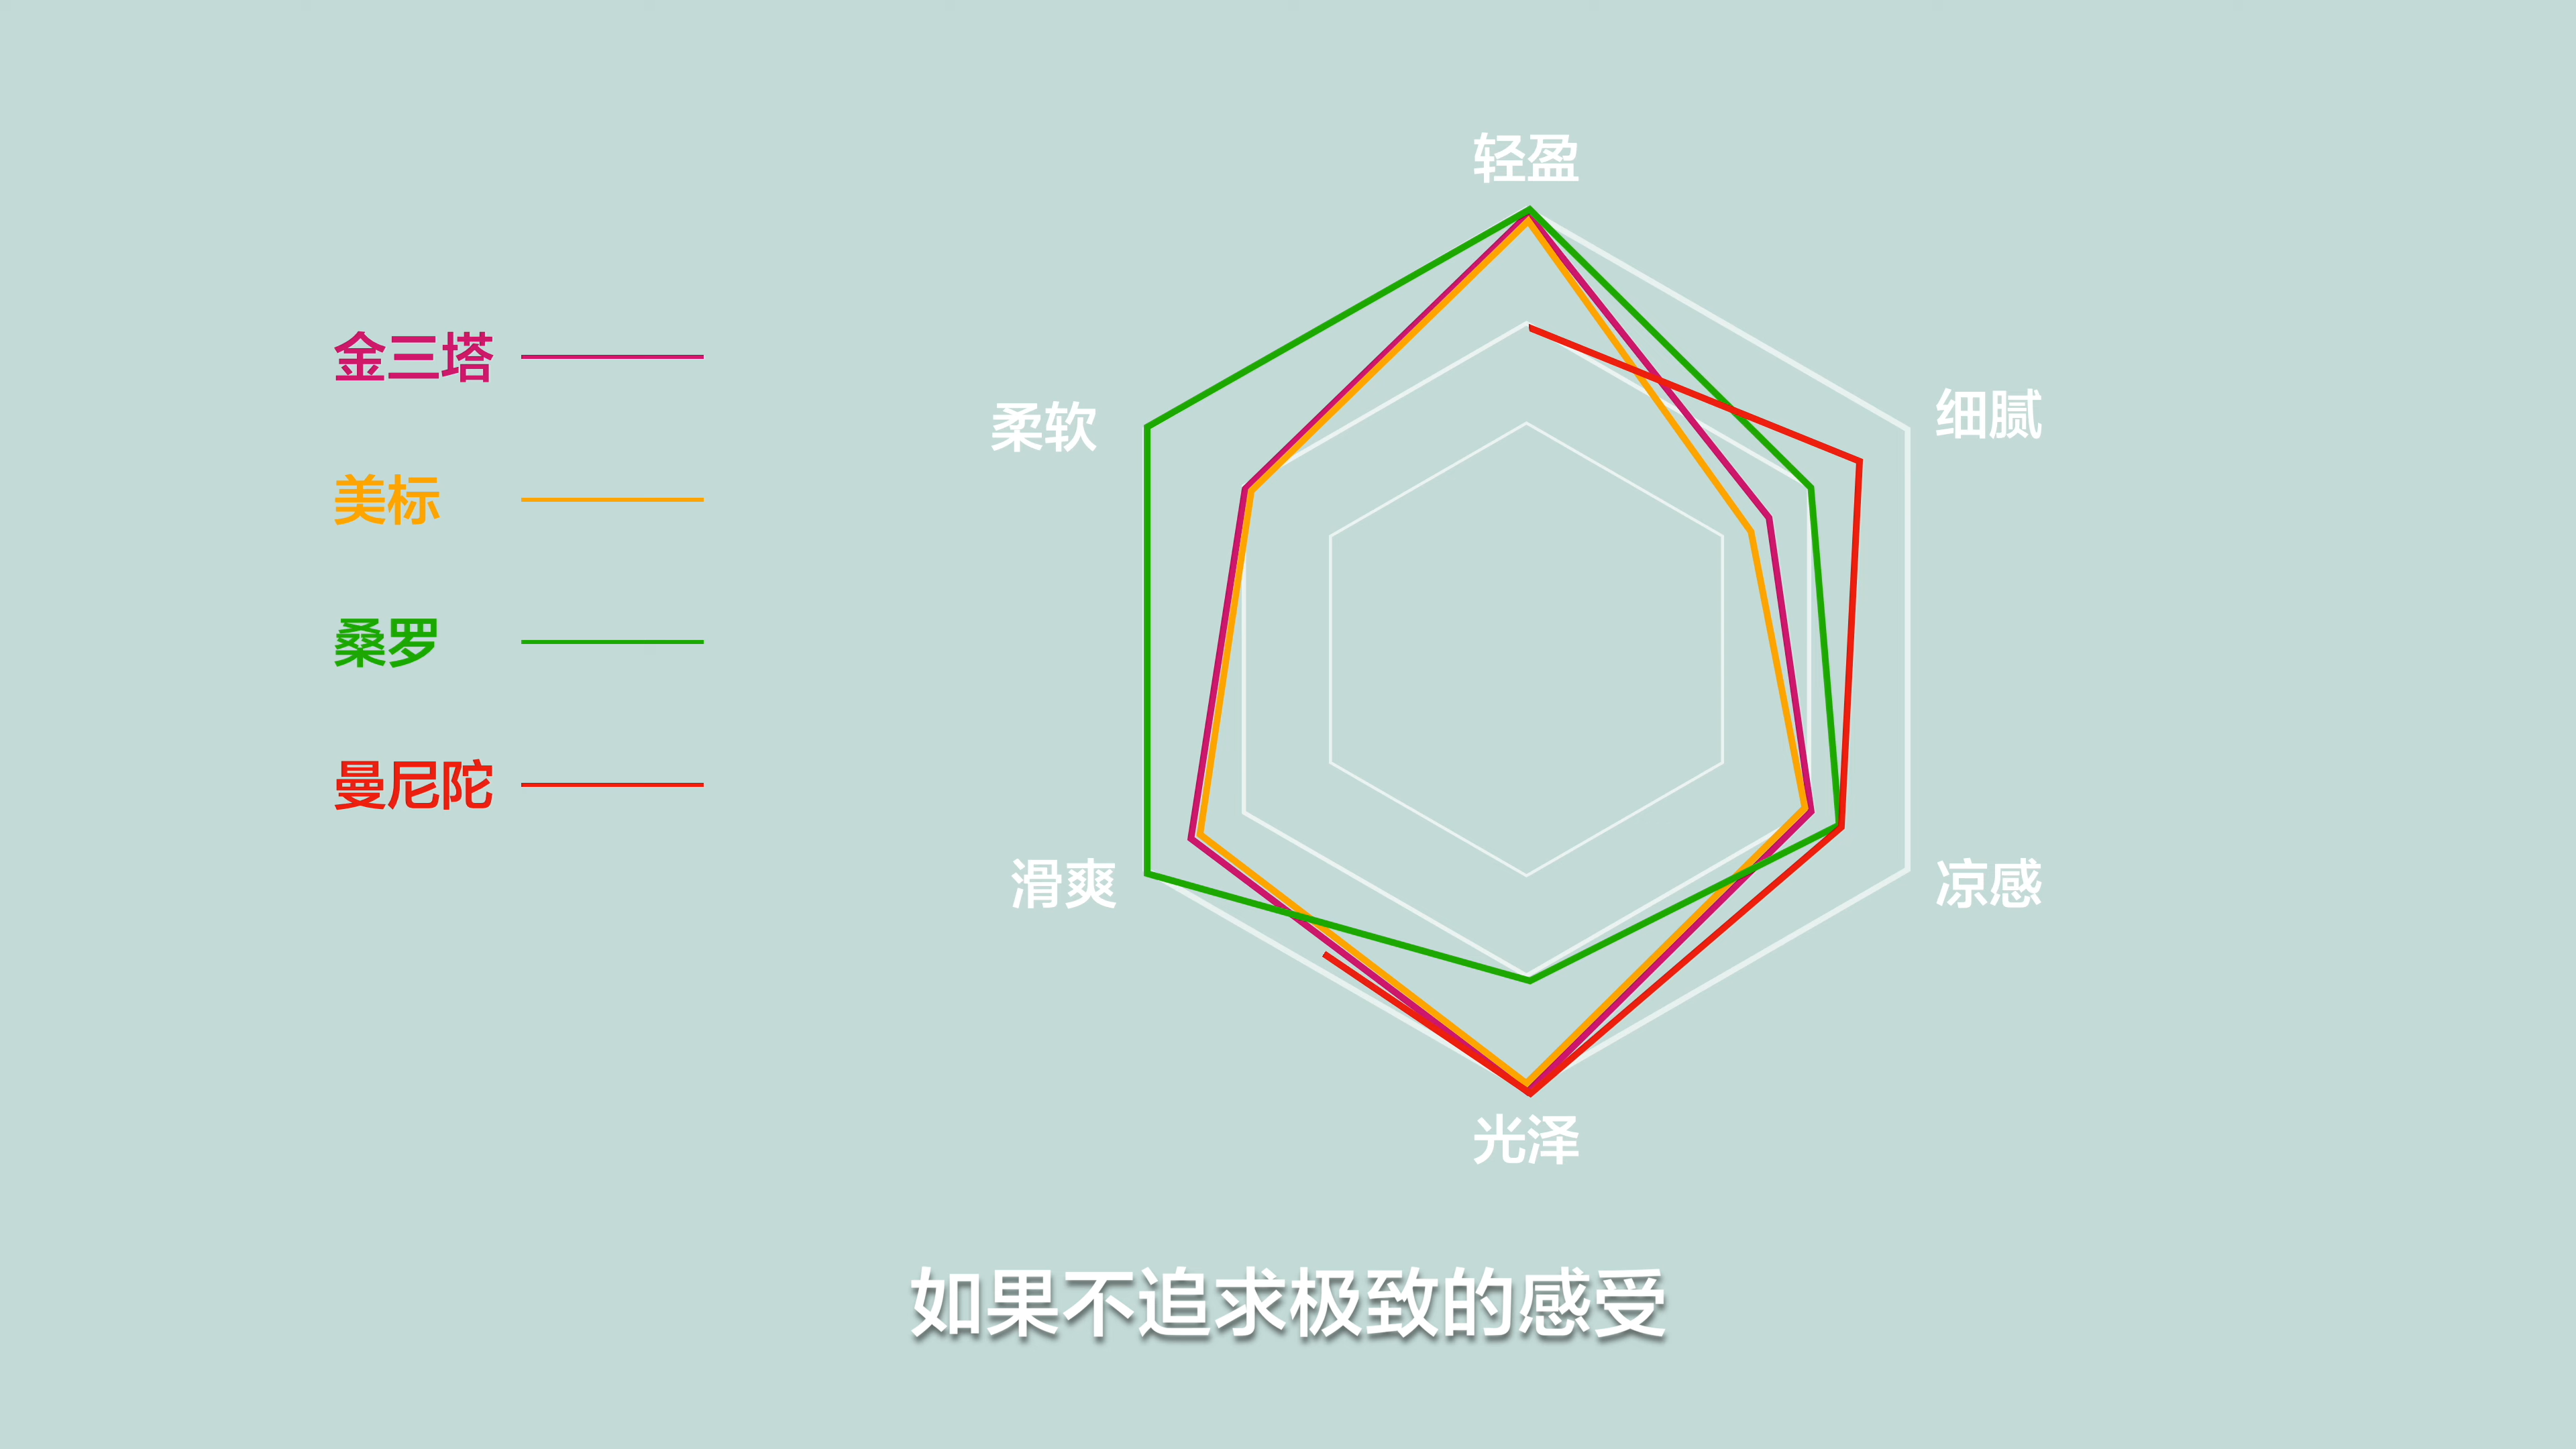 金三塔
美标
桑罗
曼尼陀
轻盈
细腻
柔软
滑爽
凉感
光泽
如果不追求极致的感受